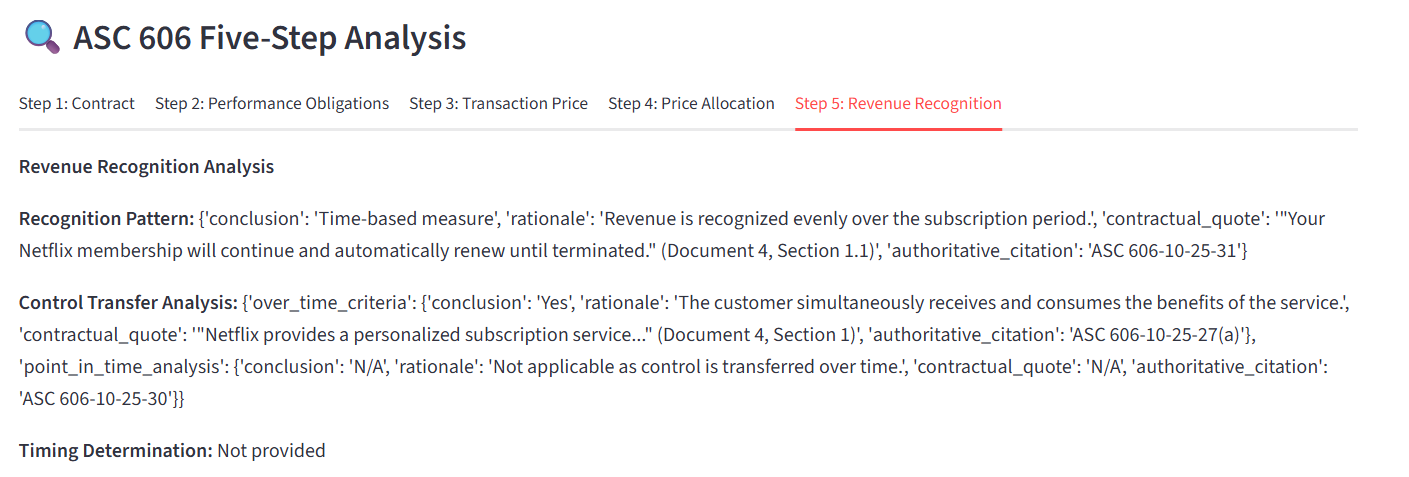 ASC 606 Five-Step Analysis
Step 1: Contract Step 2: Performance Obligations Step 3: Transaction Price Step 4: Price Allocation Step 5: Revenue Recognition
Revenue Recognition Analysis
Recognition Pattern: {'conclusion': 'Time-based measure', 'rationale': 'Revenue is recognized evenly over the subscription period.', 'contractual_quote': '"Your
Netflix membership will continue and automatically renew until terminated." (Document 4, Section 1.1)', 'authoritative_citation': 'ASC 606-10-25-31'}
Control Transfer Analysis: {'over_time_criteria': {'conclusion': 'Yes', 'rationale': 'The customer simultaneously receives and consumes the benefits of the service.',
'contractual_quote': '"Netflix provides a personalized subscription service..." (Document 4, Section 1)', 'authoritative_citation': 'ASC 606-10-25-27(a)'},
'point_in_time_analysis': {'conclusion': 'N/A', 'rationale': 'Not applicable as control is transferred over time.', 'contractual_quote': 'N/A', 'authoritative_citation':
'ASC 606-10-25-30'}}
Timing Determination: Not provided